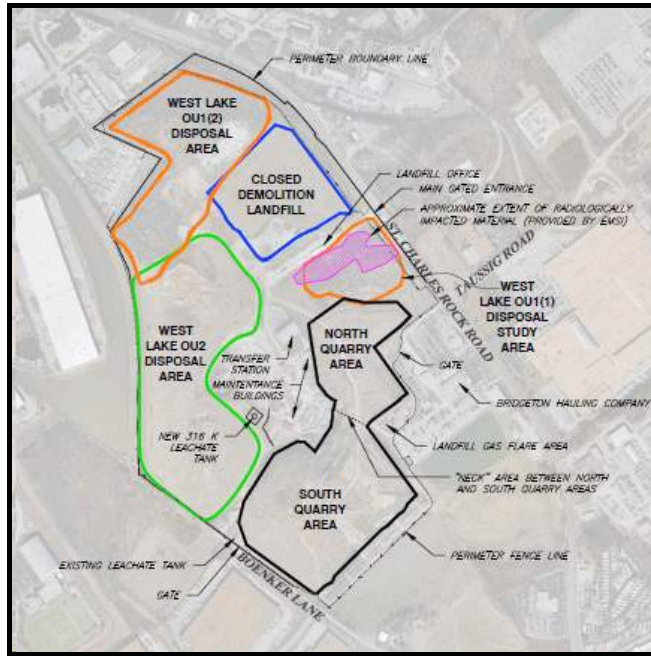 PERIMETER BOUNDARY LINE
WEST LAKE
OU1(2)
DISPOSAL
AREA
CLOSED
DEMOLITION
LANDFILL
LANDFILL OFFICE
MAIN GATED ENTRANCE
APPROXIMATE EXTENT OF RADIOLOGICALLY
IMPACTED MATERIAL (PROVIDED BY EMSI)
ST. CHARLES ROCK ROAD
TAUSSIG ROAD
WEST
LAKE OU1(1)
DISPOSAL
STUDY
AREA
WEST
LAKE OU2
DISPOSAL
AREA
NORTH
QUARRY
AREA
TRANSFER
STATION
MAINTENTANCE
BUILDINGS
GATE
BRIDGETON HAULING COMPANY
NEW 316 K
LEACHATE
TANK
LANDFILL GAS FLARE AREA
"NECK" AREA BETWEEN NORTH
AND SOUTH QUARRY AREAS
SOUTH
QUARRY
AREA
EXISTING LEACHATE TANK
GATE
BOENKER LANE
PERIMETER FENCE LINE